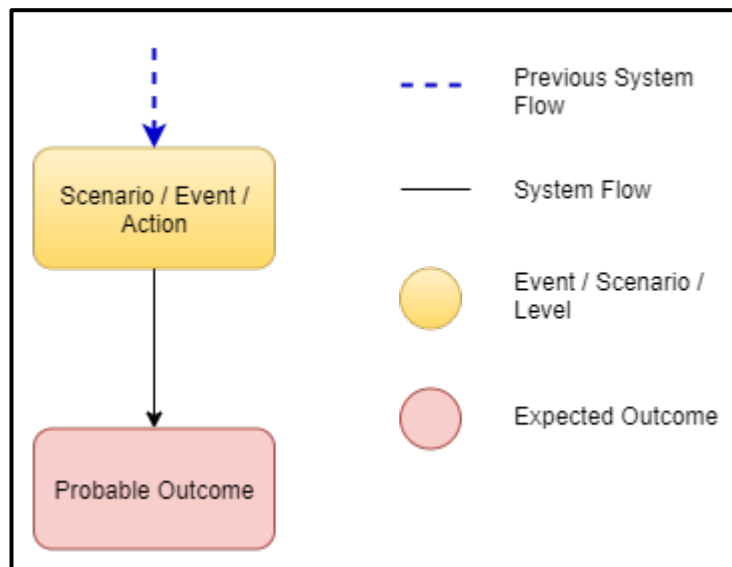 Scenario / Event /
Action
Probable Outcome
Previous System
Flow
System Flow
Event / Scenario /
Level
Expected Outcome